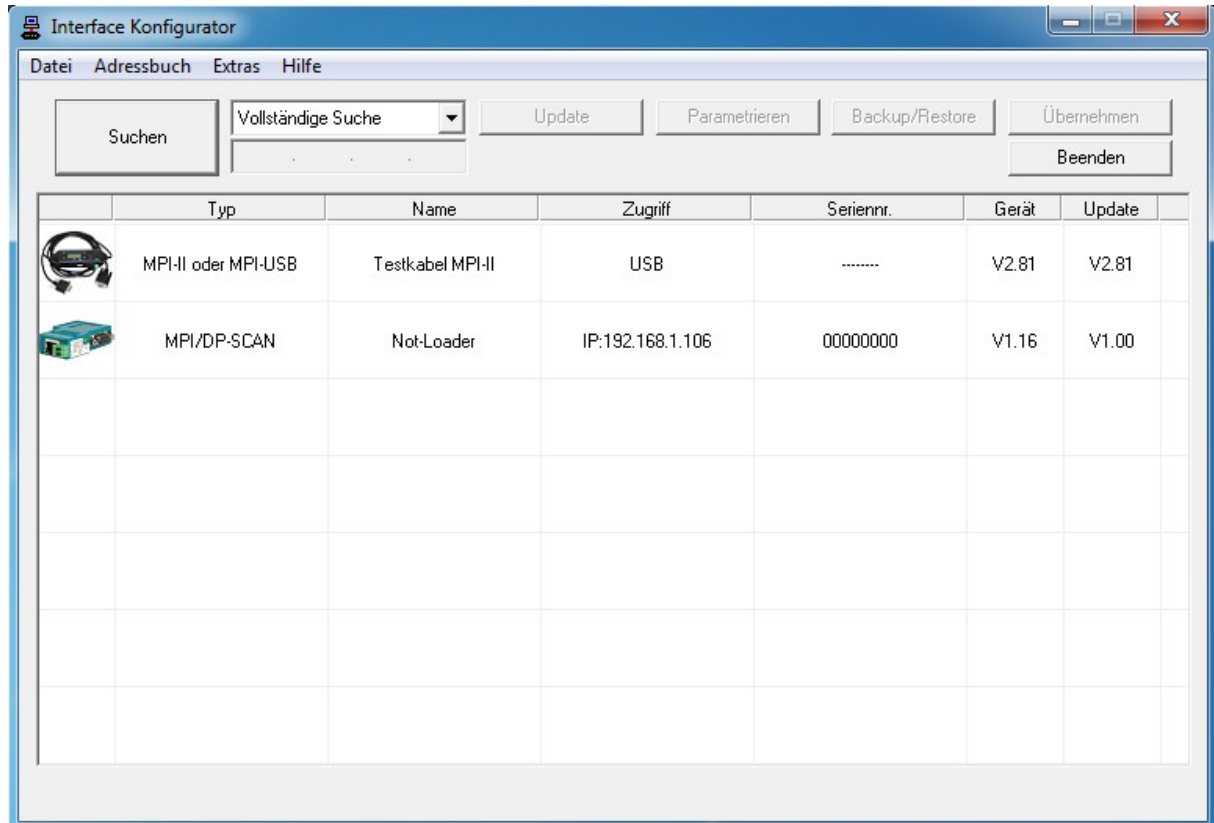 Interface Konfigurator
Datei Adressbuch Extras Hilfe
Suchen Vollständige Suche Update Parametrieren Backup/Restore Übernehmen
. . . Beenden
Typ Name Zugriff Seriennr. Gerät Update
MPI-II oder MPI-USB Testkabel MPI-II USB -------- V2.81 V2.81
MPI/DP-SCAN Not-Loader IP:192.168.1.106 00000000 V1.16 V1.00